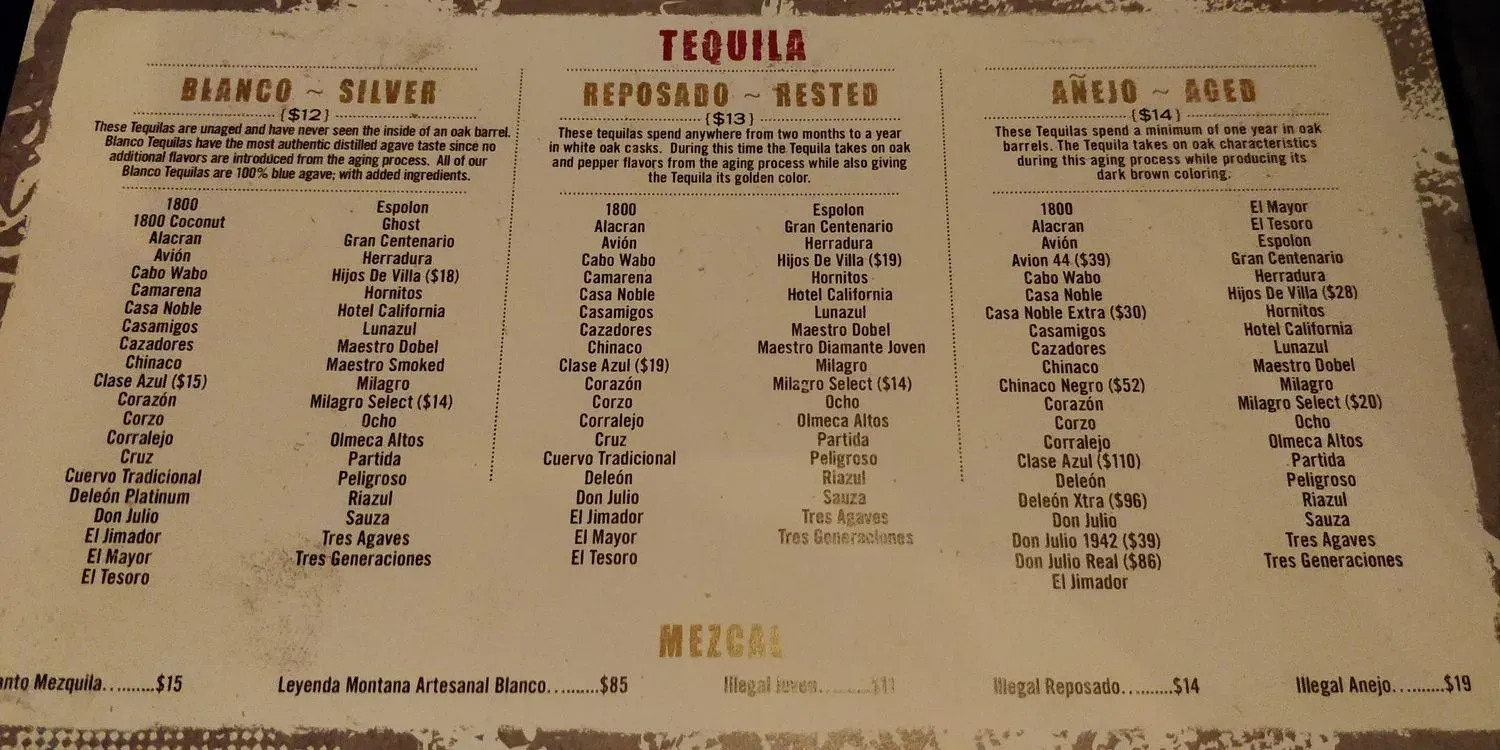 TEQUILA
BLANCO ~ SILVER
{$12}
These Tequilas are unaged and have never seen the inside of an oak barrel.
Blanco Tequilas have the most authentic distilled agave taste since no
additional flavors are introduced from the aging process. All of our
Blanco Tequilas are 100% blue agave; with added ingredients.
1800
1800 Coconut
Alacran
Avión
Cabo Wabo
Camarena
Casa Noble
Casamigos
Cazadores
Chinaco
Clase Azul ($15)
Corazón
Corzo
Corralejo
Cruz
Cuervo Tradicional
Deleón Platinum
Don Julio
El Jimador
El Mayor
El Tesoro
Espolon
Ghost
Gran Centenario
Herradura
Hijos De Villa ($18)
Hornitos
Hotel California
Lunazul
Maestro Dobel
Maestro Smoked
Milagro
Milagro Select ($14)
Ocho
Olmeca Altos
Partida
Peligroso
Riazul
Sauza
Tres Agaves
Tres Generaciones
REPOSADO ~ RESTED
{$13}
These tequilas spend anywhere from two months to a year
in white oak casks. During this time the Tequila takes on oak
and pepper flavors from the aging process while also giving
the Tequila its golden color.
1800
Alacran
Avión
Cabo Wabo
Camarena
Casa Noble
Casamigos
Cazadores
Chinaco
Clase Azul ($19)
Corazón
Corzo
Corralejo
Cruz
Cuervo Tradicional
Deleón
Don Julio
El Jimador
El Mayor
El Tesoro
Espolon
Gran Centenario
Herradura
Hijos De Villa ($19)
Hornitos
Hotel California
Lunazul
Maestro Dobel
Maestro Diamante Joven
Milagro
Milagro Select ($14)
Ocho
Olmeca Altos
Partida
Peligroso
Riazul
Sauza
Tres Agaves
Tres Generaciones
AÑEJO ~ AGED
{$14}
These Tequilas spend a minimum of one year in oak
barrels. The Tequila takes on oak characteristics
during this aging process while producing its
dark brown coloring.
1800
Alacran
Avión
Avion 44 ($39)
Cabo Wabo
Casa Noble
Casa Noble Extra ($30)
Casamigos
Cazadores
Chinaco
Chinaco Negro ($52)
Corazón
Corzo
Corralejo
Clase Azul ($110)
Deleón
Deleón Xtra ($96)
Don Julio
Don Julio 1942 ($39)
Don Julio Real ($86)
El Jimador
El Mayor
El Tesoro
Espolon
Gran Centenario
Herradura
Hijos De Villa ($28)
Hornitos
Hotel California
Lunazul
Maestro Dobel
Milagro
Milagro Select ($20)
Ocho
Olmeca Altos
Partida
Peligroso
Riazul
Sauza
Tres Agaves
Tres Generaciones
MEZCAL
Mezquila..........$15
Leyenda Montana Artesanal Blanco..........$85
Illegal Joven
Illegal Reposado..........$14
Illegal Anejo..........$19